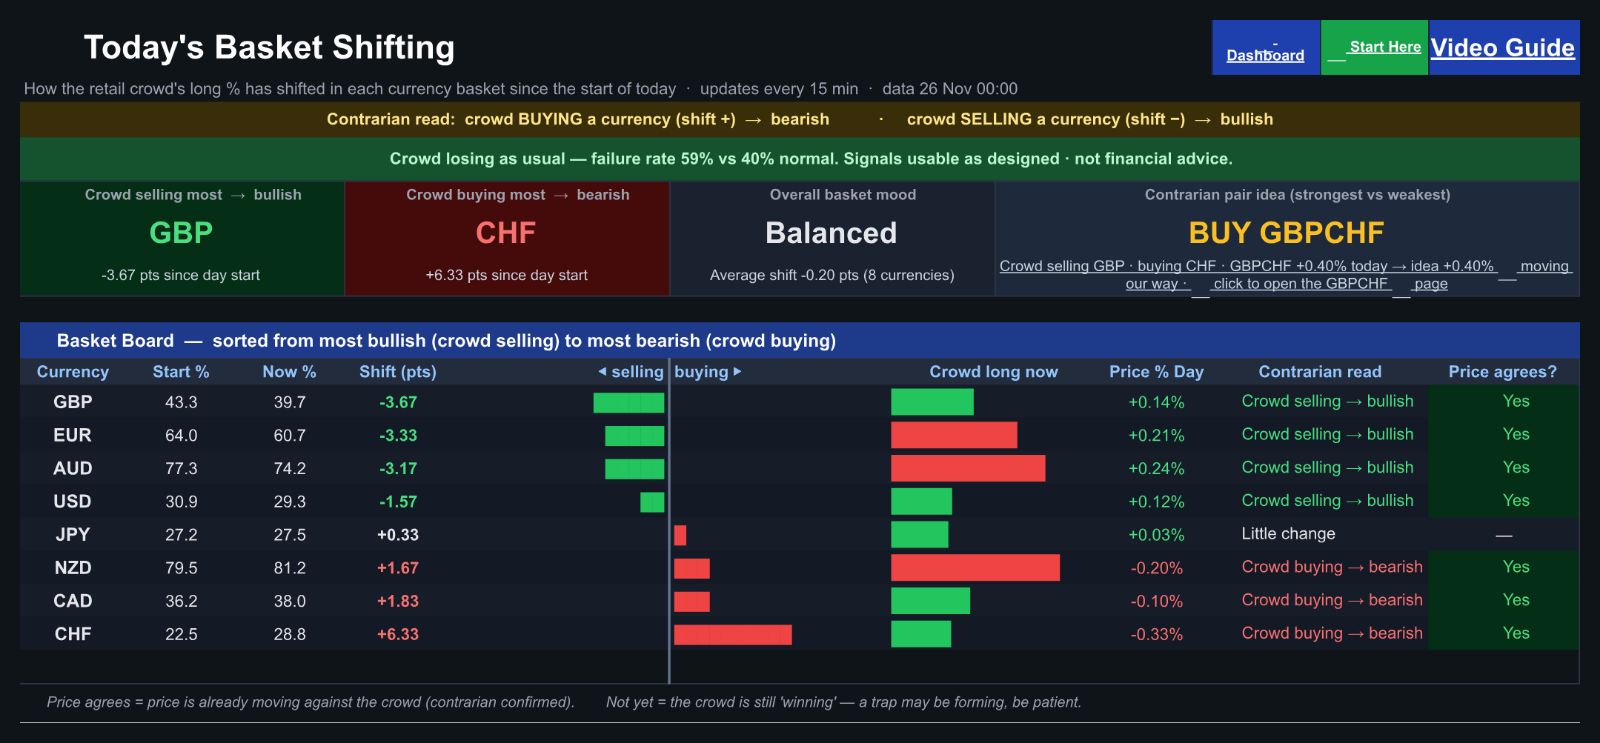 Today's Basket Shifting
Dashboard
Start Here
Video Guide
How the retail crowd's long % has shifted in each currency basket since the start of today · updates every 15 min · data 26 Nov 00:00
Contrarian read: crowd BUYING a currency (shift +) → bearish · crowd SELLING a currency (shift −) → bullish
Crowd losing as usual — failure rate 59% vs 40% normal. Signals usable as designed · not financial advice.
Crowd selling most → bullish
GBP
-3.67 pts since day start
Crowd buying most → bearish
CHF
+6.33 pts since day start
Overall basket mood
Balanced
Average shift -0.20 pts (8 currencies)
Contrarian pair idea (strongest vs weakest)
BUY GBPCHF
Crowd selling GBP · buying CHF · GBPCHF +0.40% today → idea +0.40% moving
our way · click to open the GBPCHF page
Basket Board — sorted from most bullish (crowd selling) to most bearish (crowd buying)
Currency Start % Now % Shift (pts) ◂ selling buying ▸ Crowd long now Price % Day Contrarian read Price agrees?
GBP 43.3 39.7 -3.67 +0.14% Crowd selling → bullish Yes
EUR 64.0 60.7 -3.33 +0.21% Crowd selling → bullish Yes
AUD 77.3 74.2 -3.17 +0.24% Crowd selling → bullish Yes
USD 30.9 29.3 -1.57 +0.12% Crowd selling → bullish Yes
JPY 27.2 27.5 +0.33 +0.03% Little change —
NZD 79.5 81.2 +1.67 -0.20% Crowd buying → bearish Yes
CAD 36.2 38.0 +1.83 -0.10% Crowd buying → bearish Yes
CHF 22.5 28.8 +6.33 -0.33% Crowd buying → bearish Yes
Price agrees = price is already moving against the crowd (contrarian confirmed). Not yet = the crowd is still 'winning' — a trap may be forming, be patient.